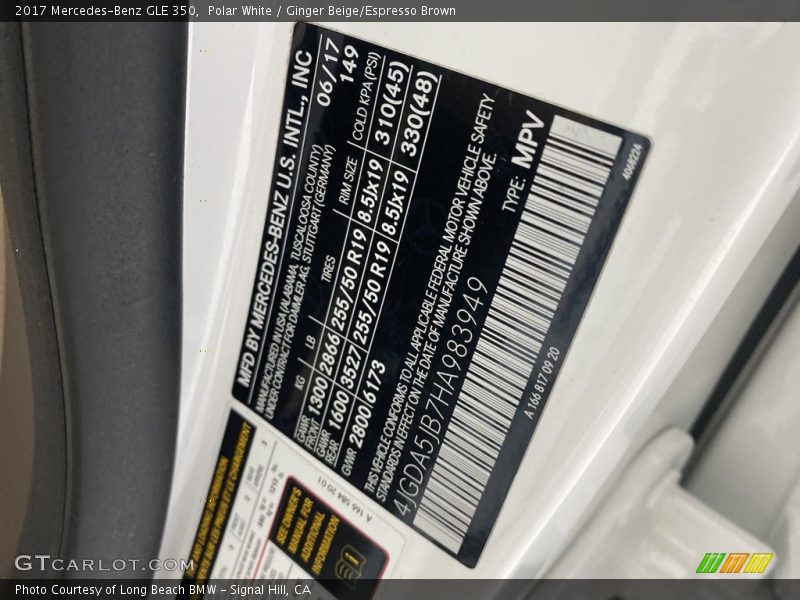 2017 Mercedes-Benz GLE 350,  Polar White / Ginger Beige/Espresso Brown
MFD BY MERCEDES-BENZ U.S. INTL., INC
MANUFACTURED IN USA (ALABAMA, TUSCALOOSA COUNTY) 06/17
UNDER CONTRACT FOR DAIMLER AG, STUTTGART (GERMANY) 149
KG LB TIRES RIM SIZE COLD KPA (PSI)
GAWR FRONT 1300 2866 255/50 R19 8.5Jx19 310(45)
GAWR REAR 1600 3527 255/50 R19 8.5Jx19 330(48)
GWR 2800 6173
THIS VEHICLE CONFORMS TO ALL APPLICABLE FEDERAL MOTOR VEHICLE SAFETY
STANDARDS IN EFFECT ON THE DATE OF MANUFACTURE SHOWN ABOVE.
4JGDA5JB7HA983949 TYPE: MPV
A 166 817 09 20
4068224
A 166 584 20 01
SEE OWNER'S
MANUAL FOR
ADDITIONAL
INFORMATION
GTCARLOT.COM
Photo Courtesy of Long Beach BMW - Signal Hill, CA